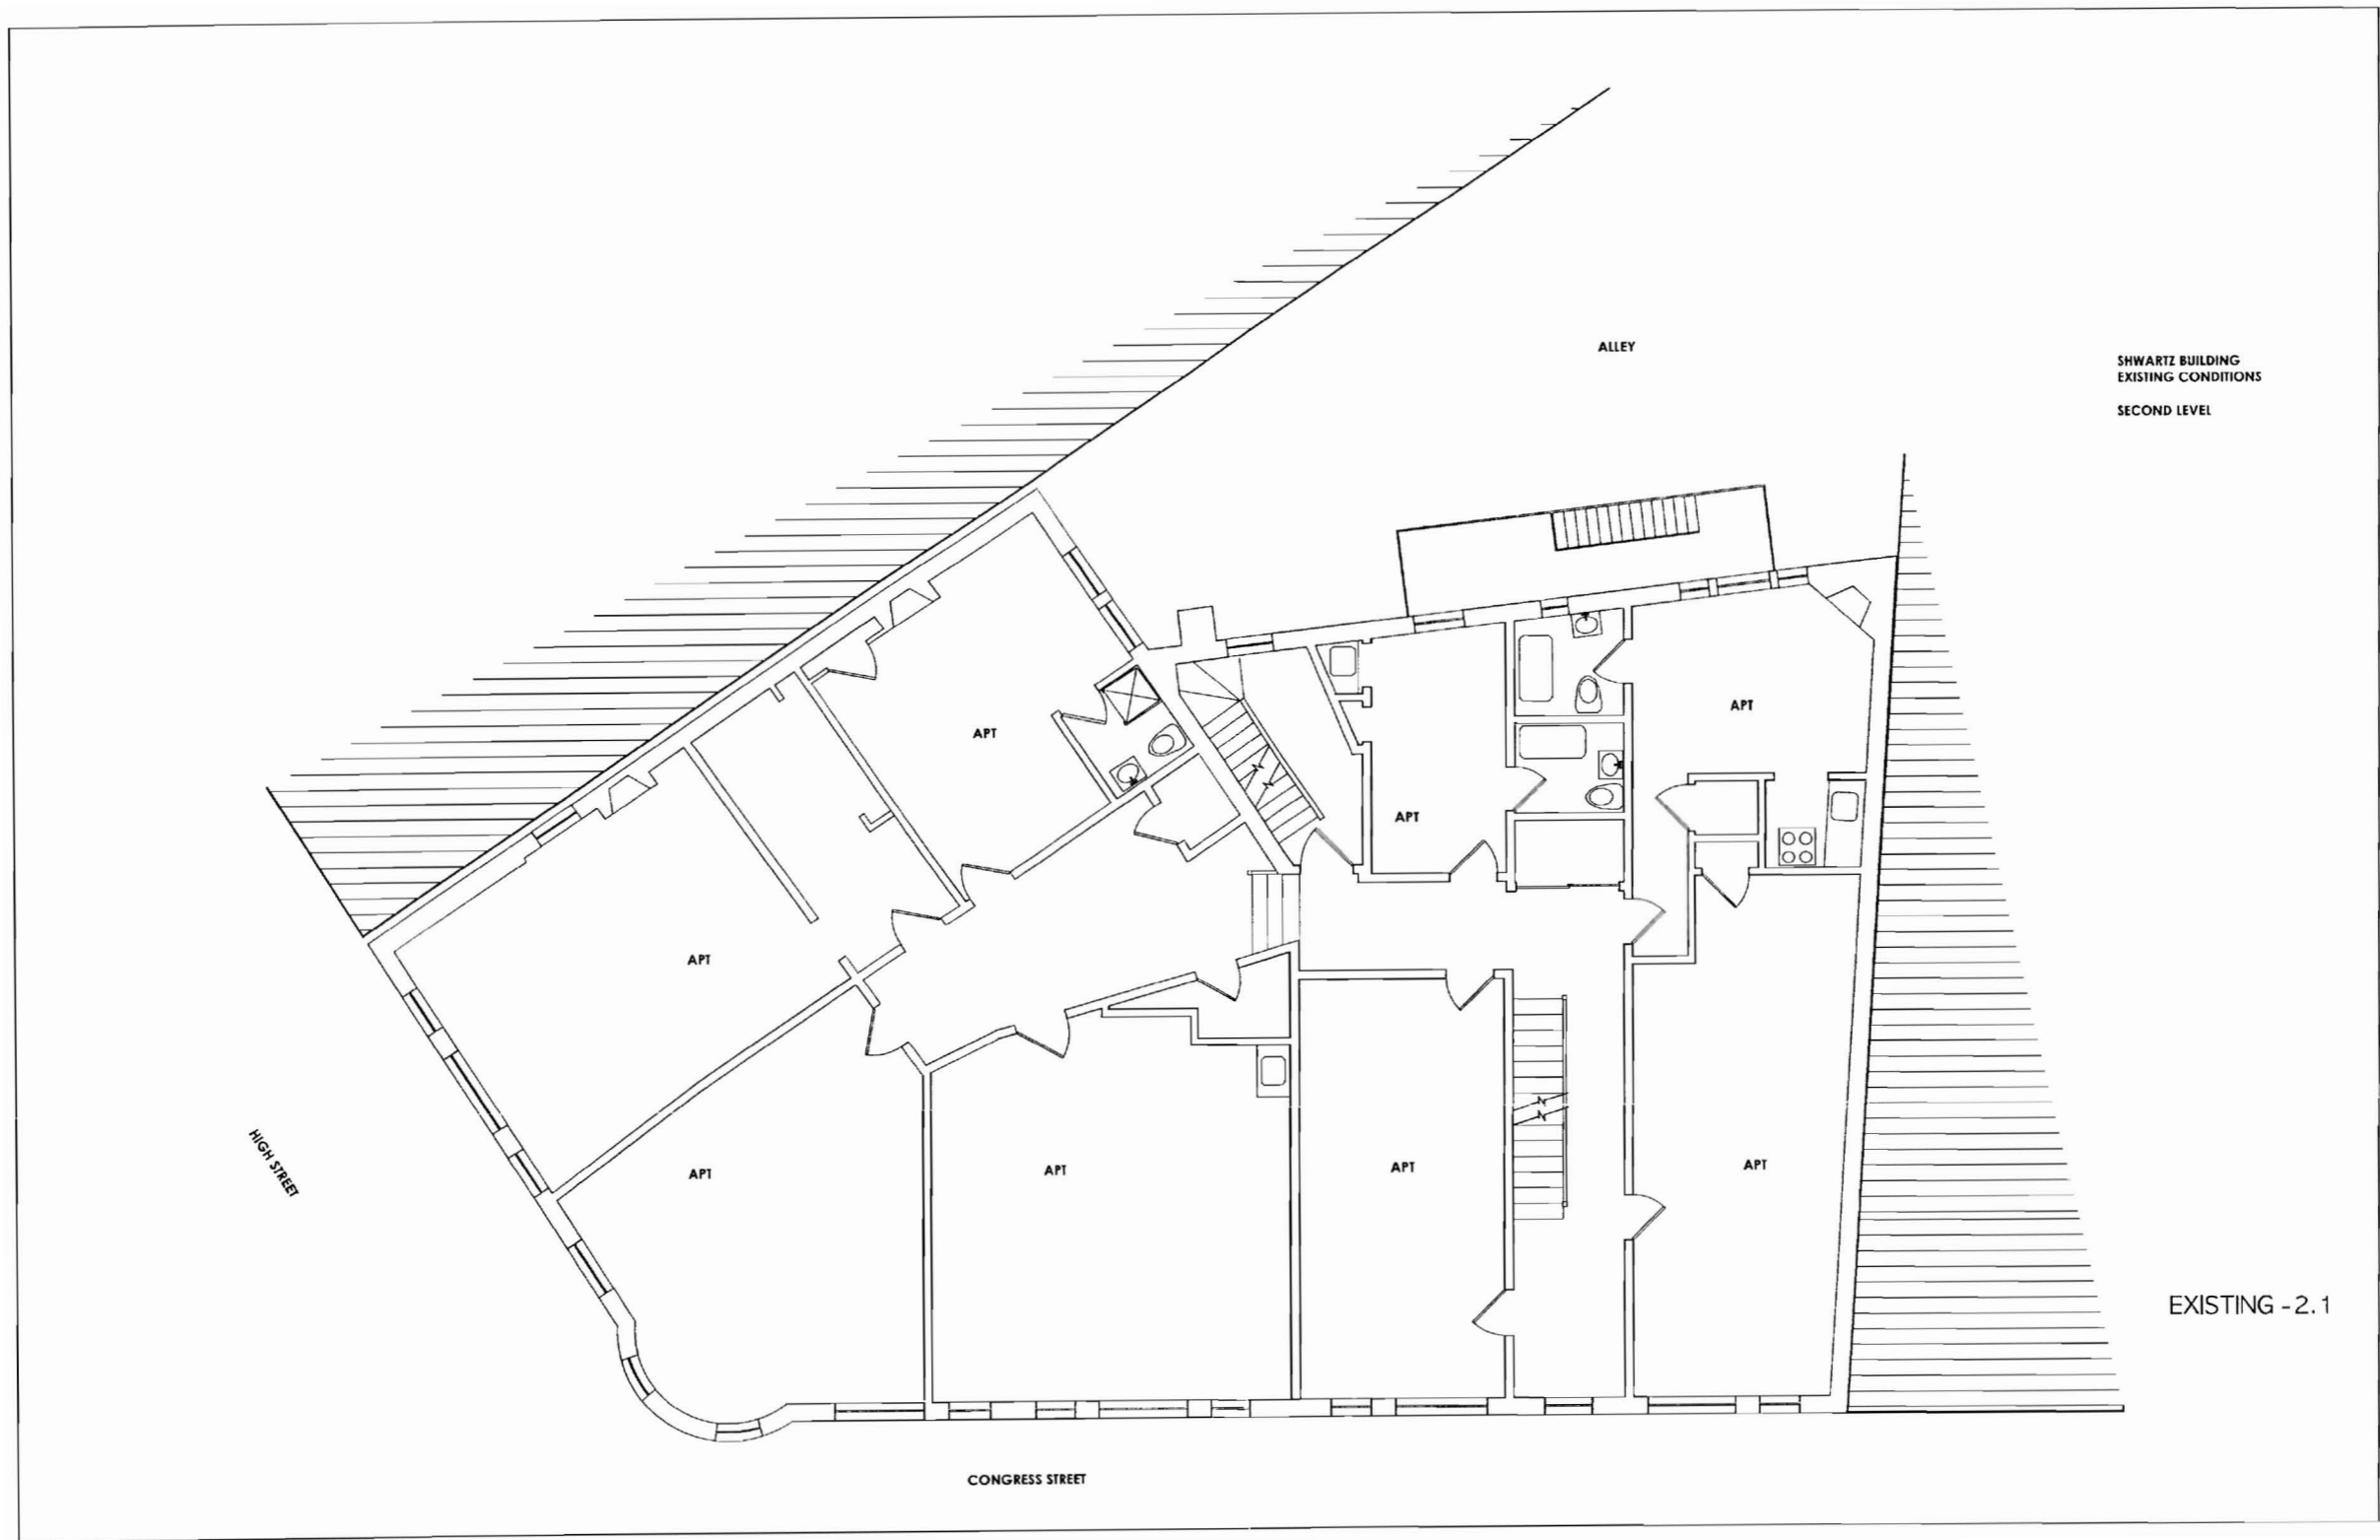 ALLEY
SHWARTZ BUILDING
EXISTING CONDITIONS
SECOND LEVEL
APT
APT
APT
APT
APT
APT
APT
APT
HIGH STREET
EXISTING - 2.1
CONGRESS STREET